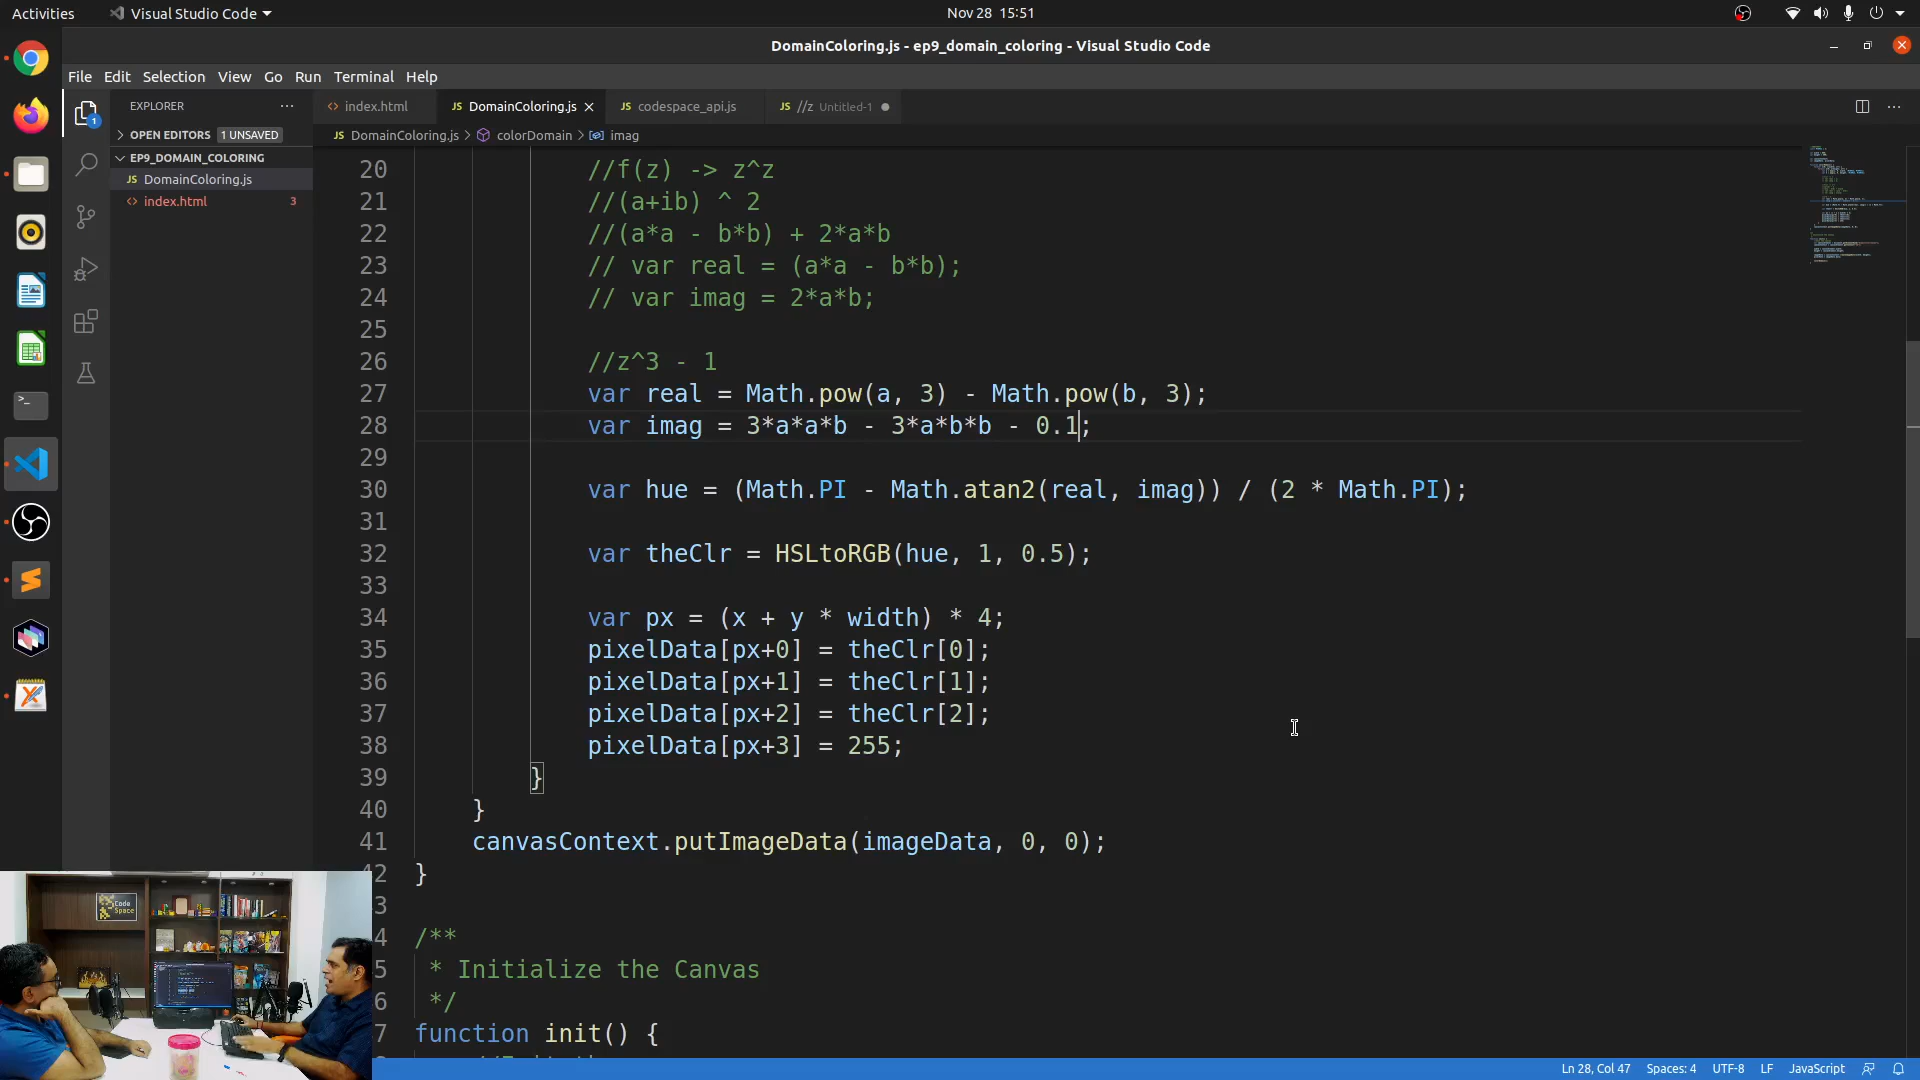 Activities
Visual Studio Code
Nov 28 15:51
DomainColoring.js - ep9_domain_coloring - Visual Studio Code
File Edit Selection View Go Run Terminal Help
EXPLORER
OPEN EDITORS 1 UNSAVED
EP9_DOMAIN_COLORING
JS DomainColoring.js
<> index.html 3
1
<> index.html
JS DomainColoring.js
JS codespace_api.js
JS //z Untitled-1
JS DomainColoring.js > colorDomain > imag
20 //f(z) -> z^z
21 //(a+ib) ^ 2
22 //(a*a - b*b) + 2*a*b
23 // var real = (a*a - b*b);
24 // var imag = 2*a*b;
25
26 //z^3 - 1
27 var real = Math.pow(a, 3) - Math.pow(b, 3);
28 var imag = 3*a*a*b - 3*a*b*b - 0.1;
29
30 var hue = (Math.PI - Math.atan2(real, imag)) / (2 * Math.PI);
31
32 var theClr = HSLtoRGB(hue, 1, 0.5);
33
34 var px = (x + y * width) * 4;
35 pixelData[px+0] = theClr[0];
36 pixelData[px+1] = theClr[1];
37 pixelData[px+2] = theClr[2];
38 pixelData[px+3] = 255;
39 }
40 }
41 canvasContext.putImageData(imageData, 0, 0);
42 }
3
4 /**
5 * Initialize the Canvas
6 */
7 function init() {
Code Space
Ln 28, Col 47 Spaces: 4 UTF-8 LF JavaScript